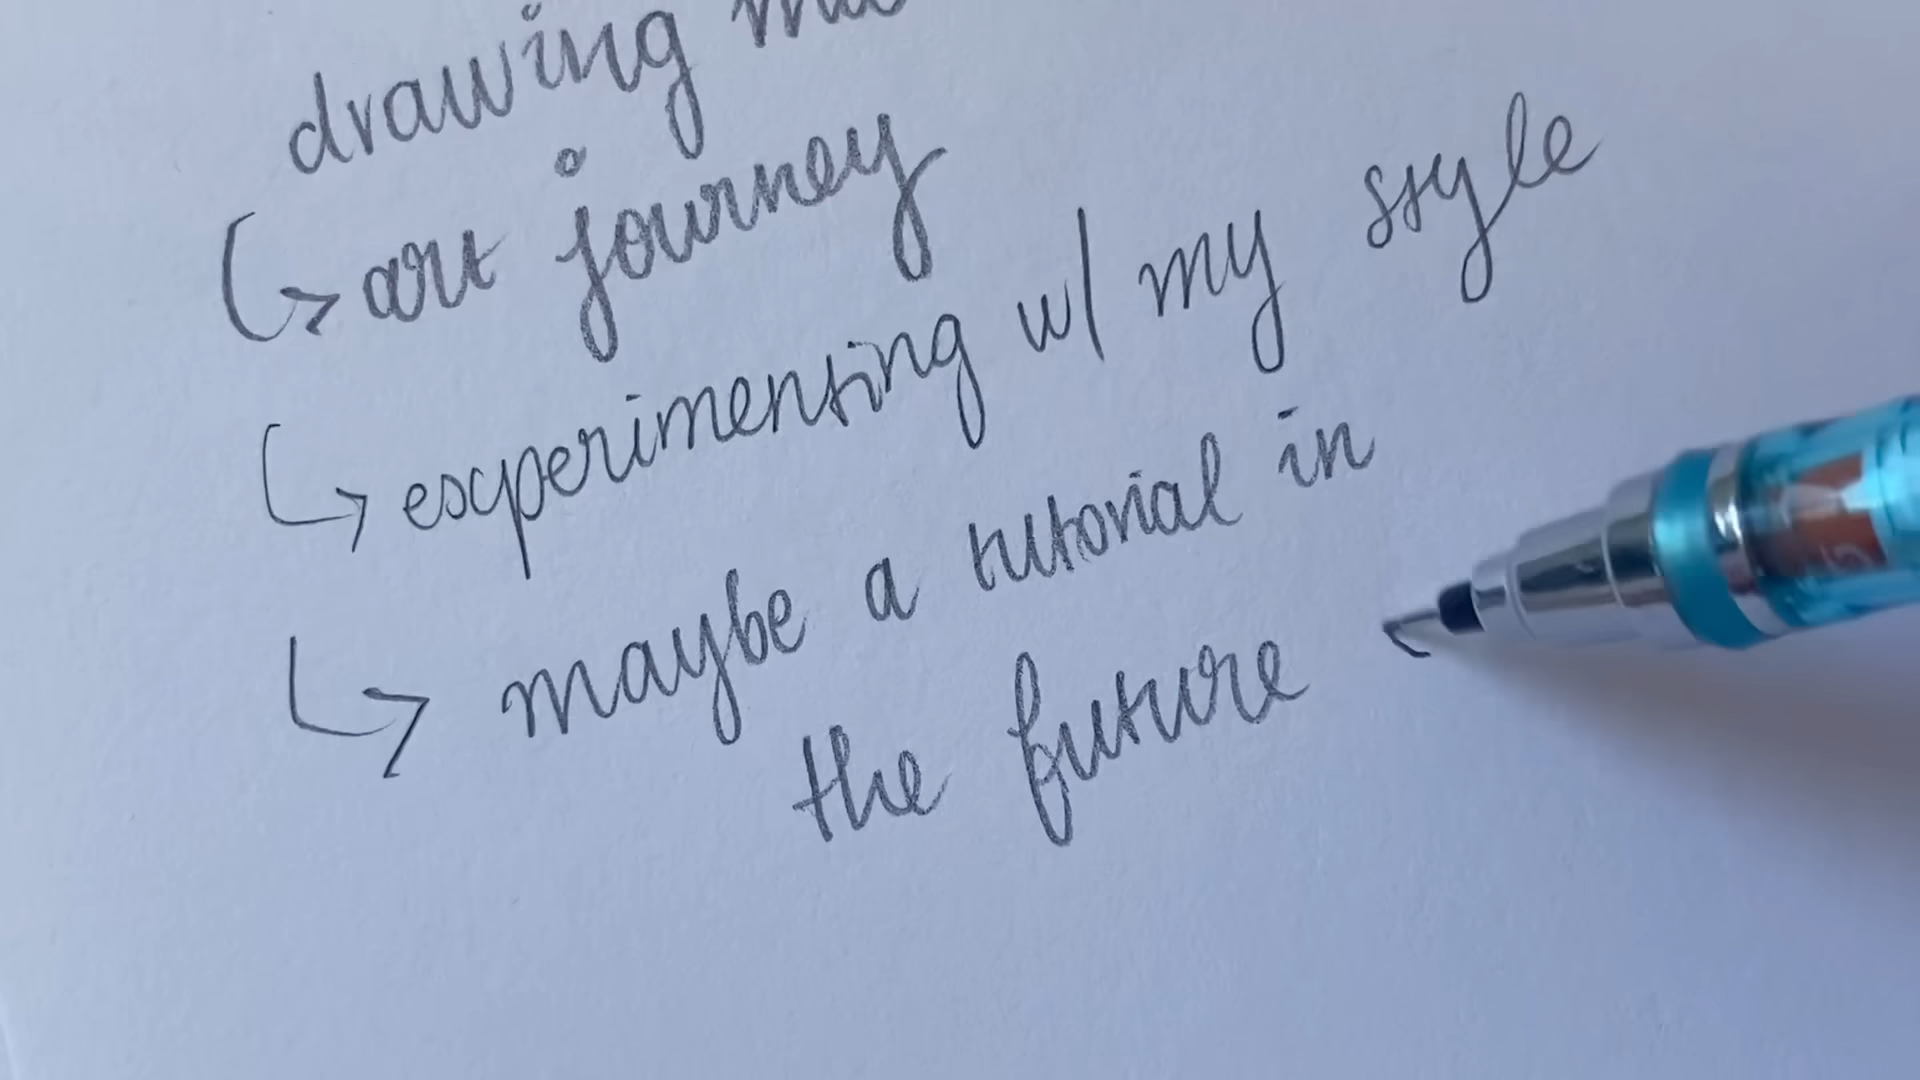 drawing
↳ art journey
↳ experimenting w/ my style
↳ maybe a tutorial in
the future